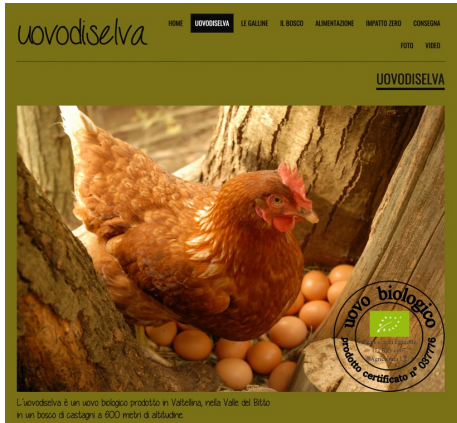 uovodiselva
HOME UOVODISELVA LE GALLINE IL BOSCO ALIMENTAZIONE IMPATTO ZERO CONSEGNA
FOTO VIDEO
UOVODISELVA
uovo biologico
prodotto certificato n° 037776
L'uovodiselva è un uovo biologico prodotto in Valtellina, nella Valle del Bitto
in un bosco di castagni a 600 metri di altitudine.